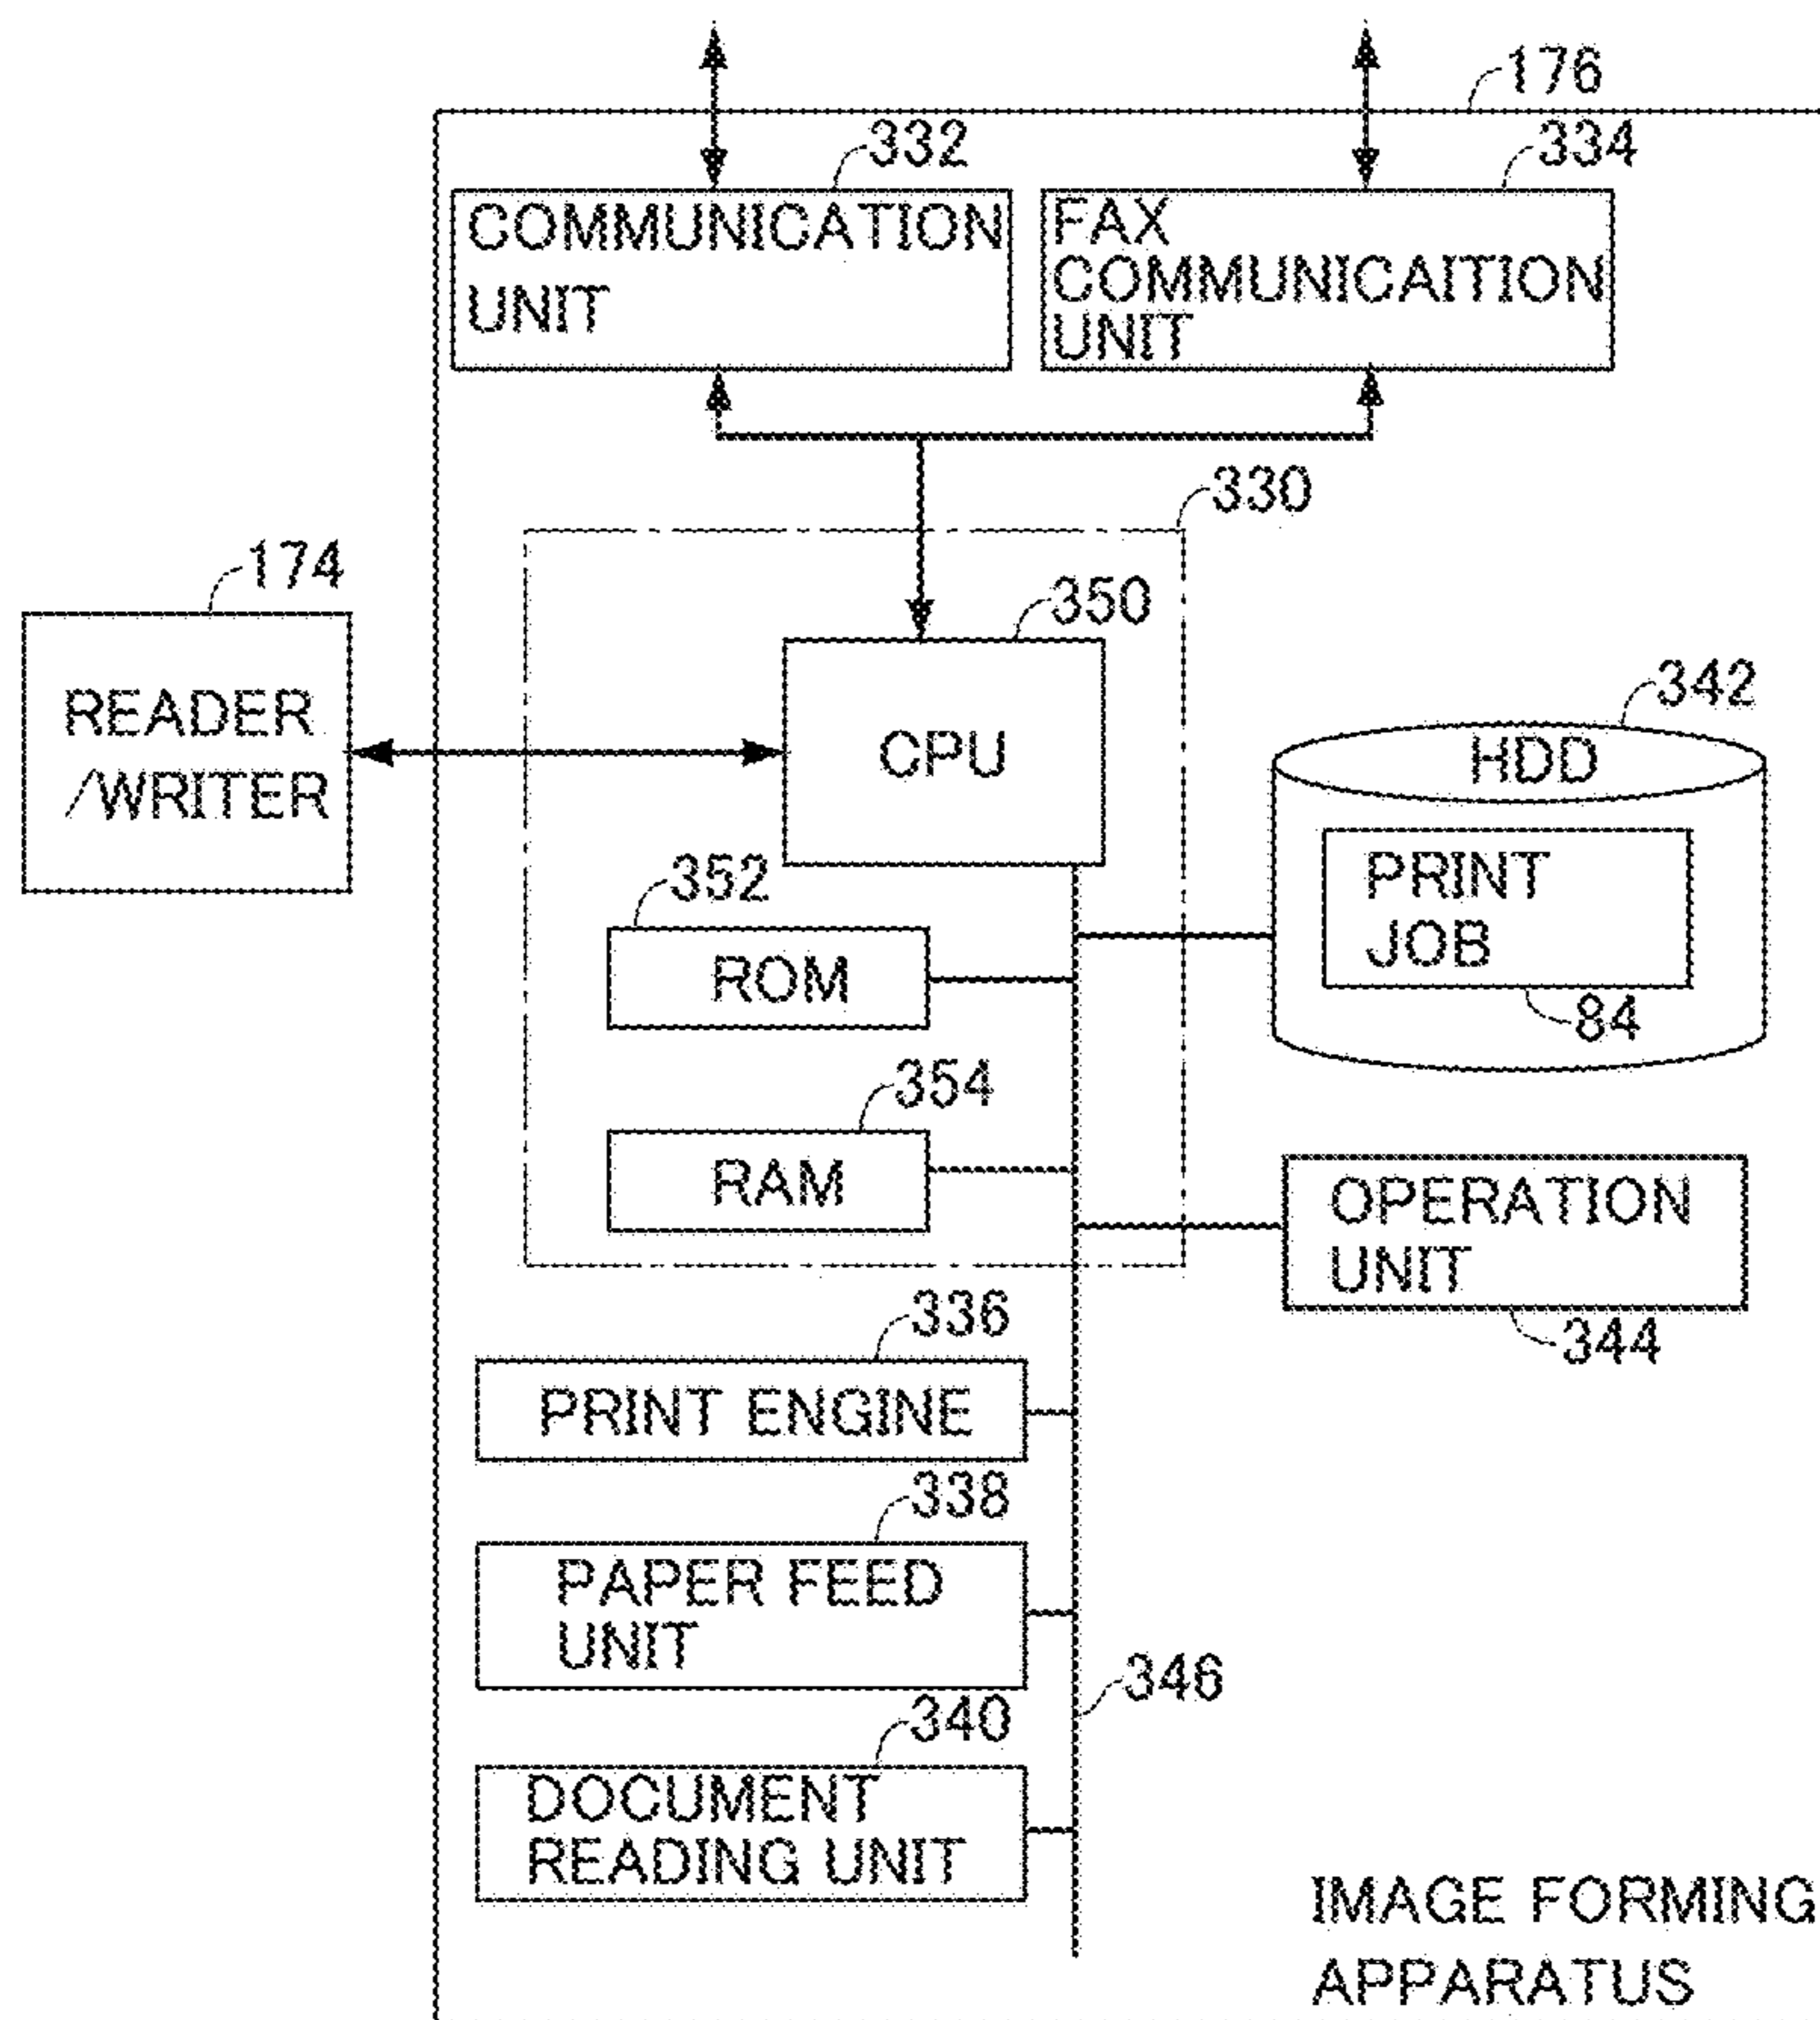 176
332
334
COMMUNICATION
UNIT
FAX
COMMUNICAITION
UNIT
330
174
350
READER
/WRITER
CPU
342
HDD
PRINT
JOB
84
352
ROM
354
RAM
OPERATION
UNIT
344
336
PRINT ENGINE
338
PAPER FEED
UNIT
346
340
DOCUMENT
READING UNIT
IMAGE FORMING
APPARATUS